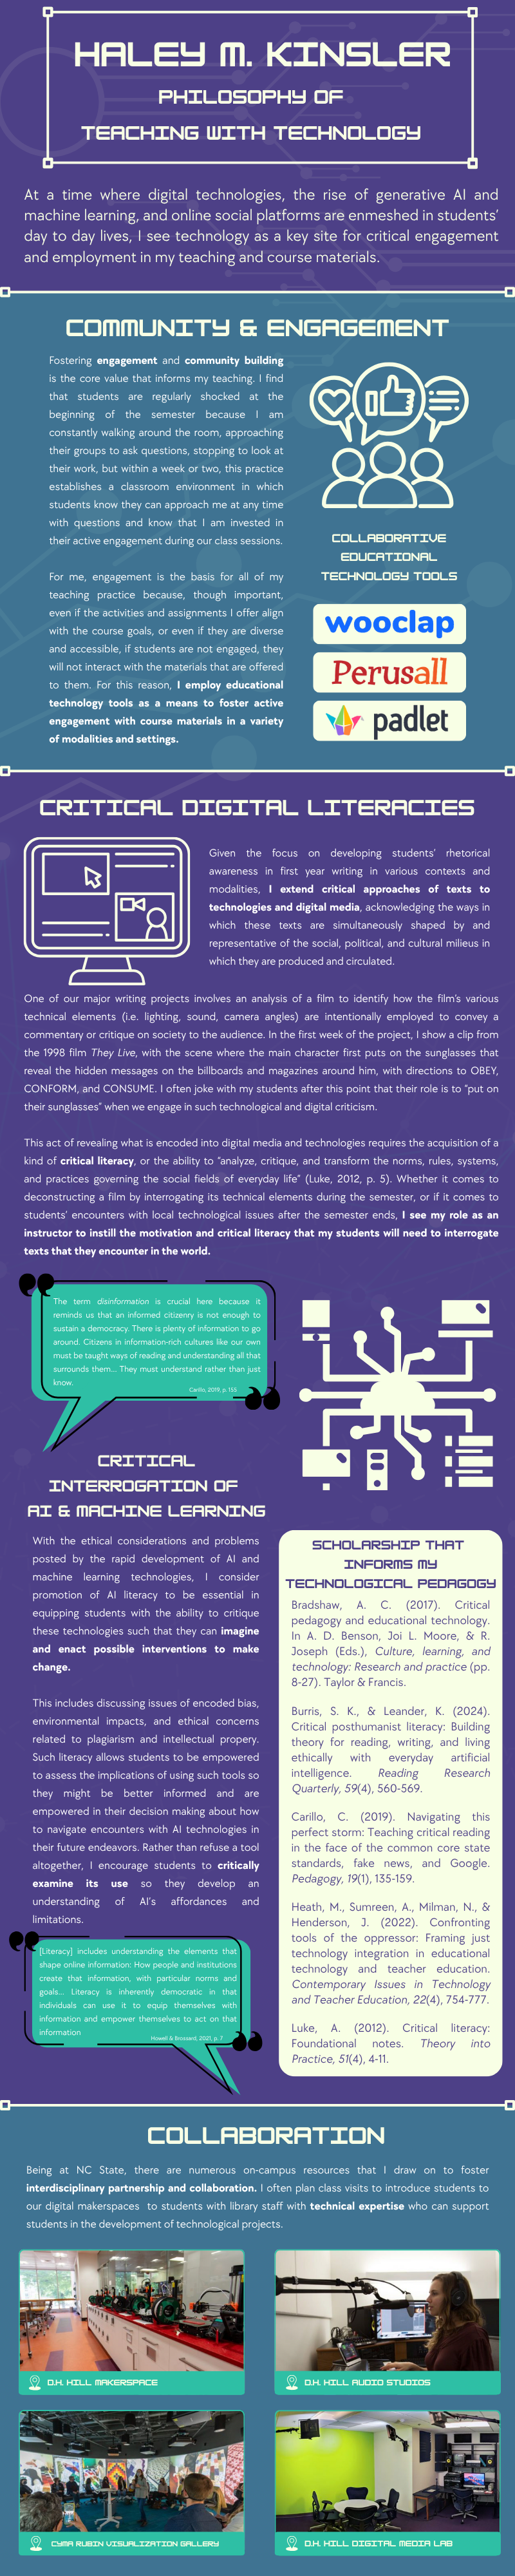 HALEY M. KINSLER
PHILOSOPHY OF
TEACHING WITH TECHNOLOGY
At a time where digital technologies, the rise of generative AI and
machine learning, and online social platforms are enmeshed in students'
day to day lives, I see technology as a key site for critical engagement
and employment in my teaching and course materials.
COMMUNITY & ENGAGEMENT
Fostering engagement and community building
is the core value that informs my teaching. I find
that students are regularly shocked at the
beginning of the semester because I am
constantly walking around the room, approaching
their groups to ask questions, stopping to look at
their work, but within a week or two, this practice
establishes a classroom environment in which
students know they can approach me at any time
with questions and know that I am invested in
their active engagement during our class sessions.
For me, engagement is the basis for all of my
teaching practice because, though important,
even if the activities and assignments I offer align
with the course goals, or even if they are diverse
and accessible, if students are not engaged, they
will not interact with the materials that are offered
to them. For this reason, I employ educational
technology tools as a means to foster active
engagement with course materials in a variety
of modalities and settings.
COLLABORATIVE
EDUCATIONAL
TECHNOLOGY TOOLS
wooclap
Perusall
padlet
CRITICAL DIGITAL LITERACIES
Given the focus on developing students' rhetorical
awareness in first year writing in various contexts and
modalities, I extend critical approaches of texts to
technologies and digital media, acknowledging the ways in
which these texts are simultaneously shaped by and
representative of the social, political, and cultural milieus in
which they are produced and circulated.
One of our major writing projects involves an analysis of a film to identify how the film's various
technical elements (i.e. lighting, sound, camera angles) are intentionally employed to convey a
commentary or critique on society to the audience. In the first week of the project, I show a clip from
the 1998 film They Live, with the scene where the main character first puts on the sunglasses that
reveal the hidden messages on the billboards and magazines around him, with directions to OBEY,
CONFORM, and CONSUME. I often joke with my students after this point that their role is to "put on
their sunglasses" when we engage in such technological and digital criticism.
This act of revealing what is encoded into digital media and technologies requires the acquisition of a
kind of critical literacy, or the ability to "analyze, critique, and transform the norms, rules, systems,
and practices governing the social fields of everyday life" (Luke, 2012, p. 5). Whether it comes to
deconstructing a film by interrogating its technical elements during the semester, or if it comes to
students' encounters with local technological issues after the semester ends, I see my role as an
instructor to instill the motivation and critical literacy that my students will need to interrogate
texts that they encounter in the world.
The term disinformation is crucial here because it
reminds us that an informed citizenry is not enough to
sustain a democracy. There is plenty of information to go
around. Citizens in information-rich cultures like our own
must be taught ways of reading and understanding all that
surrounds them... They must understand rather than just
know.
Carillo, 2019, p. 155
CRITICAL
INTERROGATION OF
AI & MACHINE LEARNING
With the ethical considerations and problems
posted by the rapid development of AI and
machine learning technologies, I consider
promotion of AI literacy to be essential in
equipping students with the ability to critique
these technologies such that they can imagine
and enact possible interventions to make
change.
This includes discussing issues of encoded bias,
environmental impacts, and ethical concerns
related to plagiarism and intellectual propery.
Such literacy allows students to be empowered
to assess the implications of using such tools so
they might be better informed and are
empowered in their decision making about how
to navigate encounters with AI technologies in
their future endeavors. Rather than refuse a tool
altogether, I encourage students to critically
examine its use so they develop an
understanding of AI's affordances and
limitations.
[Literacy] includes understanding the elements that
shape online information: How people and institutions
create that information, with particular norms and
goals... Literacy is inherently democratic in that
individuals can use it to equip themselves with
information and empower themselves to act on that
information
Howell & Brossard, 2021, p. 7
SCHOLARSHIP THAT
INFORMS MY
TECHNOLOGICAL PEDAGOGY
Bradshaw, A. C. (2017). Critical
pedagogy and educational technology.
In A. D. Benson, Joi L. Moore, & R.
Joseph (Eds.), Culture, learning, and
technology: Research and practice (pp.
8-27). Taylor & Francis.
Burris, S. K., & Leander, K. (2024).
Critical posthumanist literacy: Building
theory for reading, writing, and living
ethically with everyday artificial
intelligence. Reading Research
Quarterly, 59(4), 560-569.
Carillo, C. (2019). Navigating this
perfect storm: Teaching critical reading
in the face of the common core state
standards, fake news, and Google.
Pedagogy, 19(1), 135-159.
Heath, M., Sumreen, A., Milman, N., &
Henderson, J. (2022). Confronting
tools of the oppressor: Framing just
technology integration in educational
technology and teacher education.
Contemporary Issues in Technology
and Teacher Education, 22(4), 754-777.
Luke, A. (2012). Critical literacy:
Foundational notes. Theory into
Practice, 51(4), 4-11.
COLLABORATION
Being at NC State, there are numerous on-campus resources that I draw on to foster
interdisciplinary partnership and collaboration. I often plan class visits to introduce students to
our digital makerspaces to students with library staff with technical expertise who can support
students in the development of technological projects.
D.H. HILL MAKERSPACE
D.H. HILL AUDIO STUDIOS
CYMA RUBIN VISUALIZATION GALLERY
D.H. HILL DIGITAL MEDIA LAB